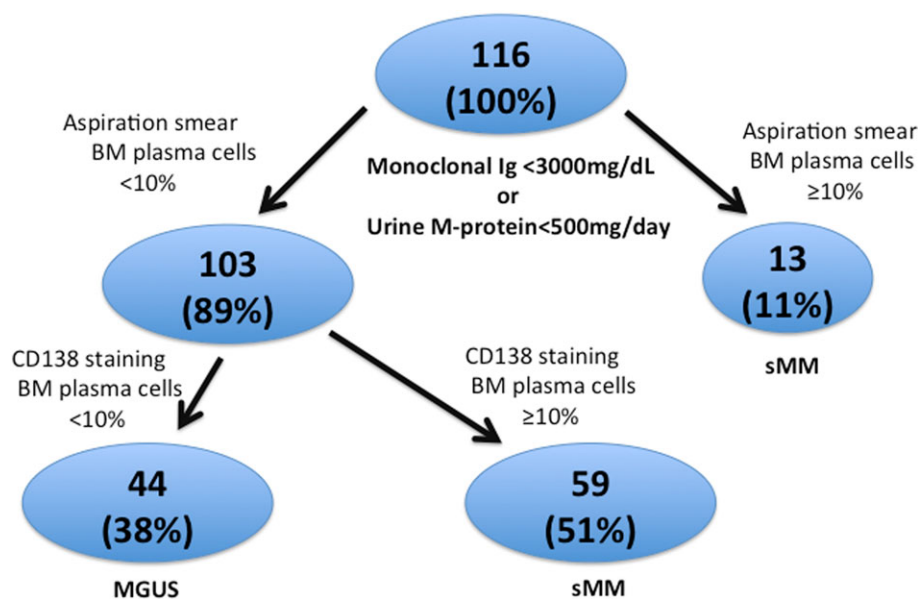 116
(100%)
Aspiration smear
BM plasma cells
<10%
Monoclonal Ig <3000mg/dL
or
Urine M-protein<500mg/day
Aspiration smear
BM plasma cells
≥10%
103
(89%)
13
(11%)
sMM
CD138 staining
BM plasma cells
<10%
CD138 staining
BM plasma cells
≥10%
44
(38%)
MGUS
59
(51%)
sMM